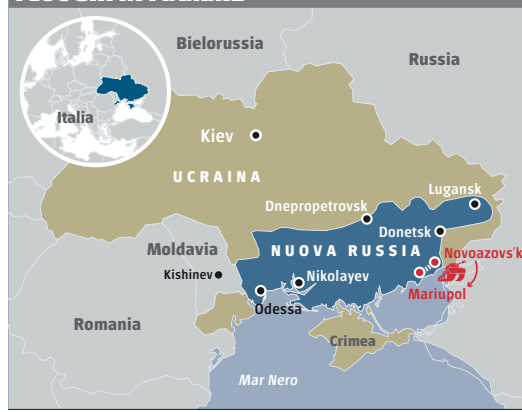 Bielorussia
Russia
Italia
Kiev
UCRAINA
Lugansk
Dnepropetrovsk
Donetsk
Moldavia
NUOVA RUSSIA
Novoazovs'k
Kishinev
Nikolayev
Mariupol
Odessa
Romania
Crimea
Mar Nero